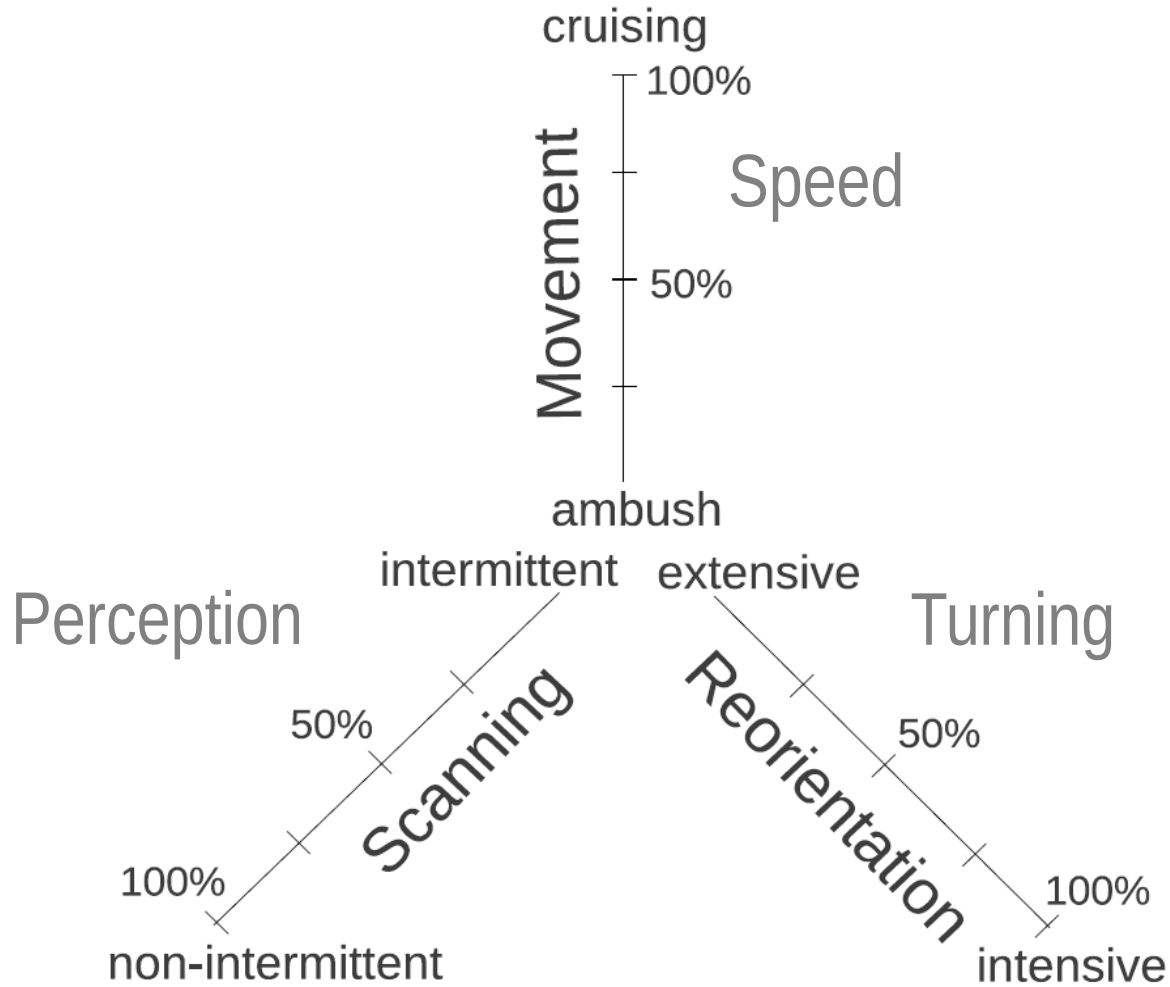 cruising
100%
Movement
Speed
50%
ambush
intermittent
extensive
Perception
Turning
Scanning
Reorientation
50%
50%
100%
100%
non-intermittent
intensive